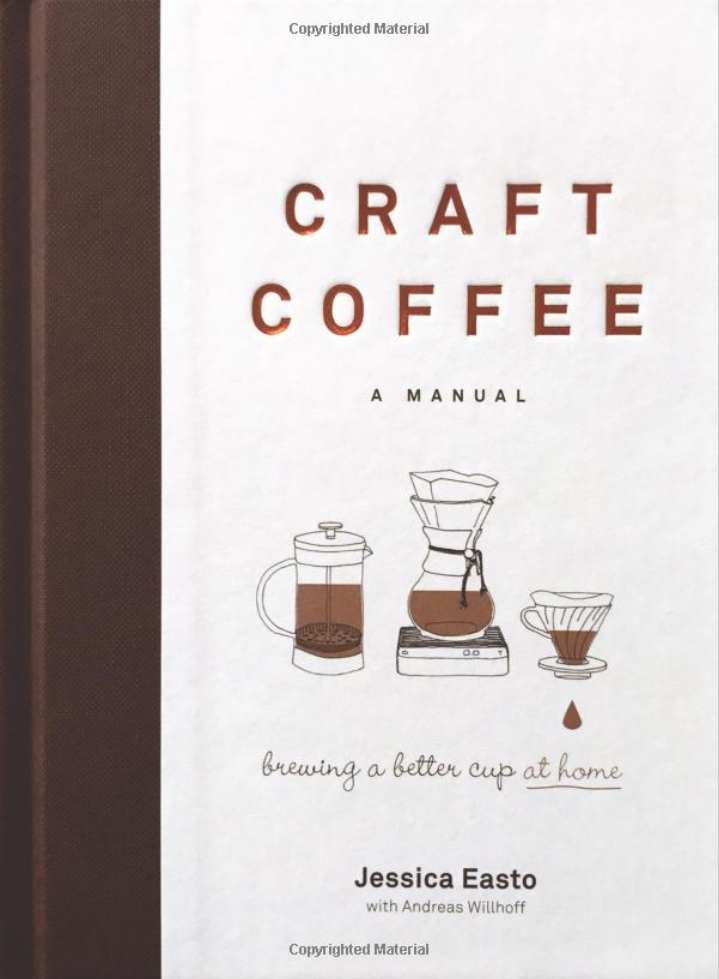 Copyrighted Material
CRAFT
COFFEE
A MANUAL
brewing a better cup at home
Jessica Easto
with Andreas Willhoff
Copyrighted Material